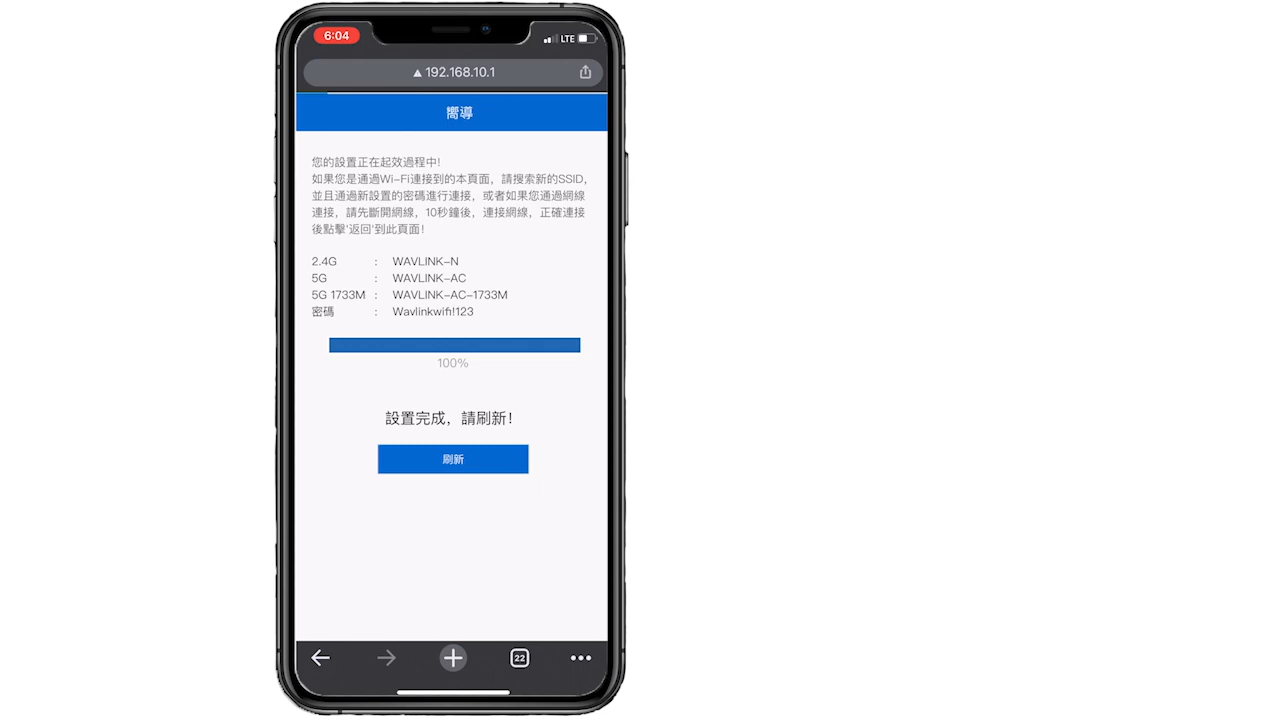 6:04
LTE
192.168.10.1
嚮導
您的設置正在起效過程中!
如果您是通過Wi-Fi連接到的本頁面，請搜索新的SSID,
並且通過新設置的密碼進行連接，或者如果您通過網線
連接，請先斷開網線，10秒鐘後，連接網線，正確連接
後點擊'返回'到此頁面!
2.4G : WAVLINK-N
5G : WAVLINK-AC
5G 1733M : WAVLINK-AC-1733M
密碼 : Wavlinkwifi!123
100%
設置完成，請刷新!
刷新
22